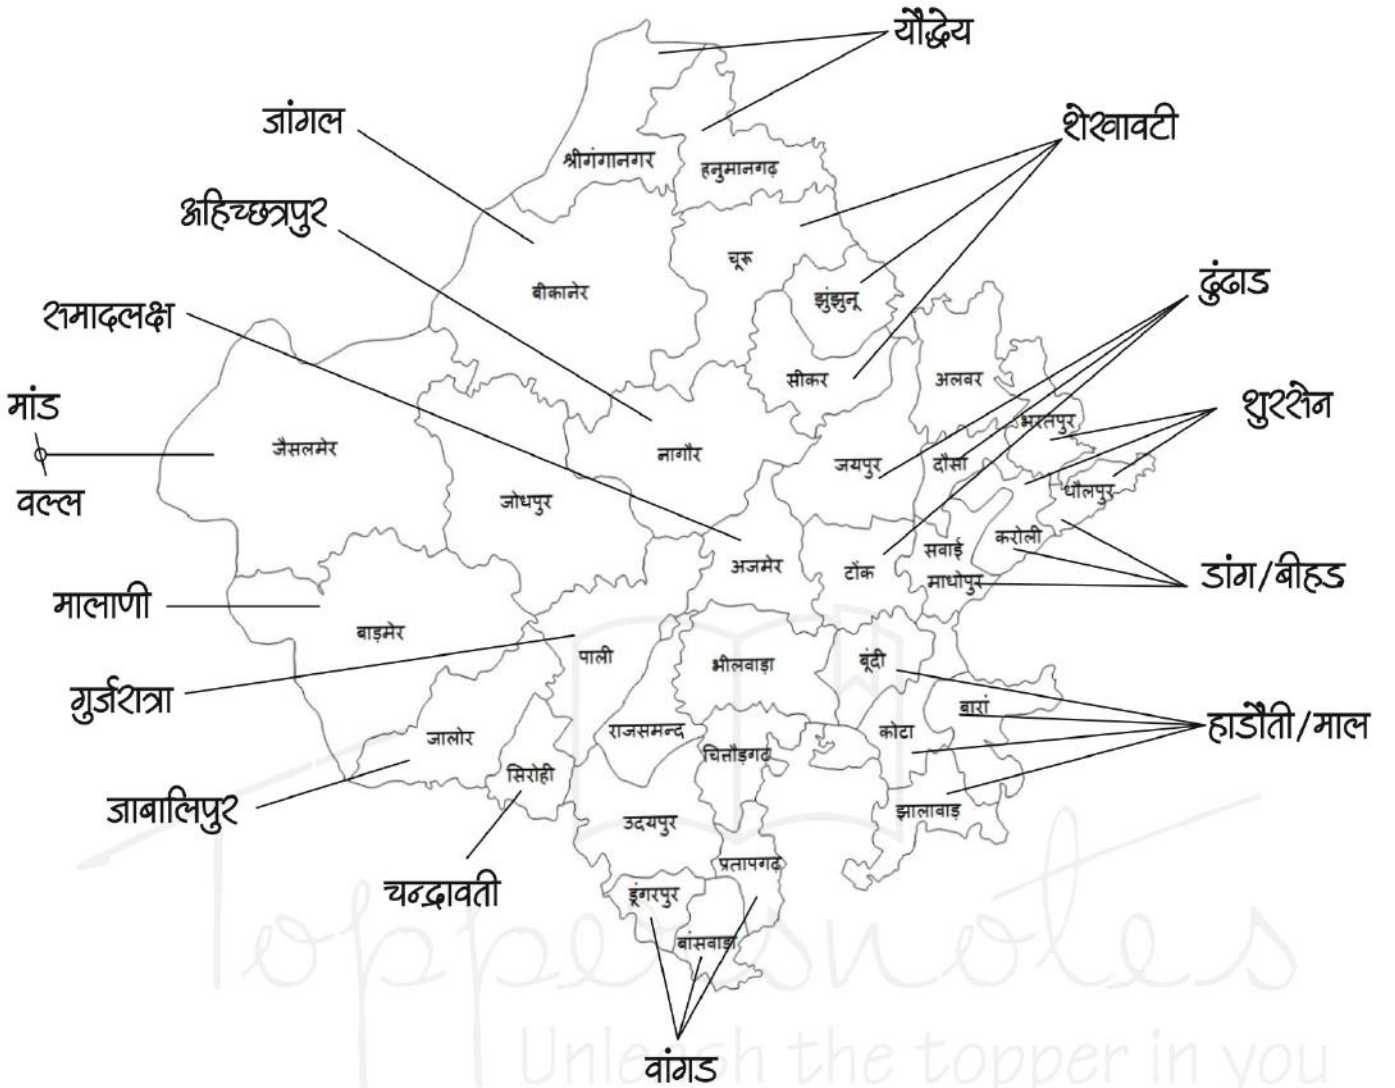 यौद्धेय
जांगल
शेखावटी
श्रीगंगानगर
हनुमानगढ़
अहिच्छत्रपुर
चूरू
ढुंढाड
बीकानेर
झुंझुनू
समादलक्ष
सीकर
अलवर
मांड
शुरसेन
भरतपुर
जैसलमेर
नागौर
जयपुर
दौसा
वल्ल
जोधपुर
धौलपुर
करोली
सवाई
माधोपुर
अजमेर
टोंक
डांग/बीहड
मालाणी
बाड़मेर
पाली
भीलवाड़ा
बूंदी
गुर्जरात्रा
बारां
हाडौती/माल
जालोर
राजसमन्द
कोटा
चित्तौड़गढ़
सिरोही
जाबालिपुर
उदयपुर
झालावाड़
प्रतापगढ़
चन्द्रावती
डूंगरपुर
बांसवाड़ा
Toppersnotes
Unleash the topper in you
वांगड